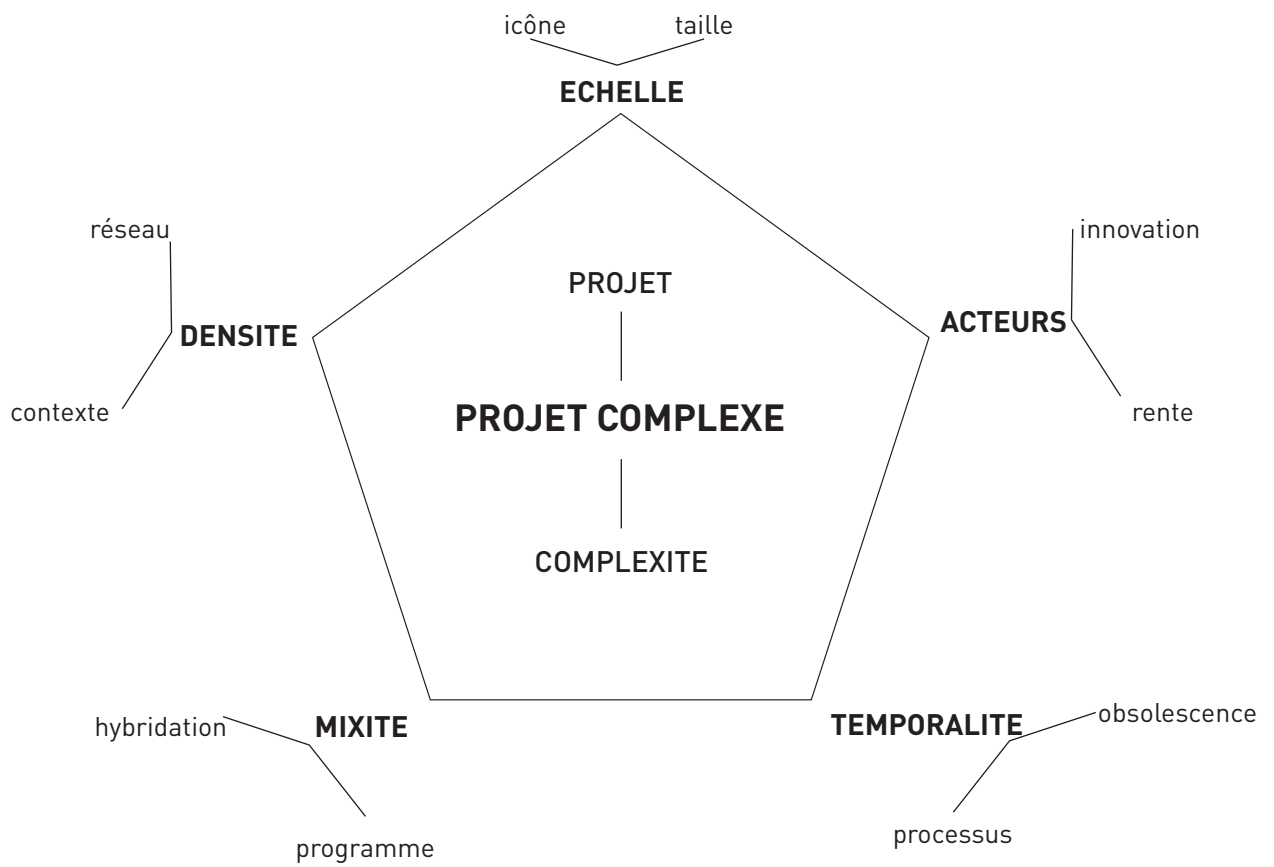 icône
taille
ECHELLE
réseau
innovation
PROJET
DENSITE
ACTEURS
contexte
PROJET COMPLEXE
rente
COMPLEXITE
hybridation
MIXITE
TEMPORALITE
obsolescence
programme
processus